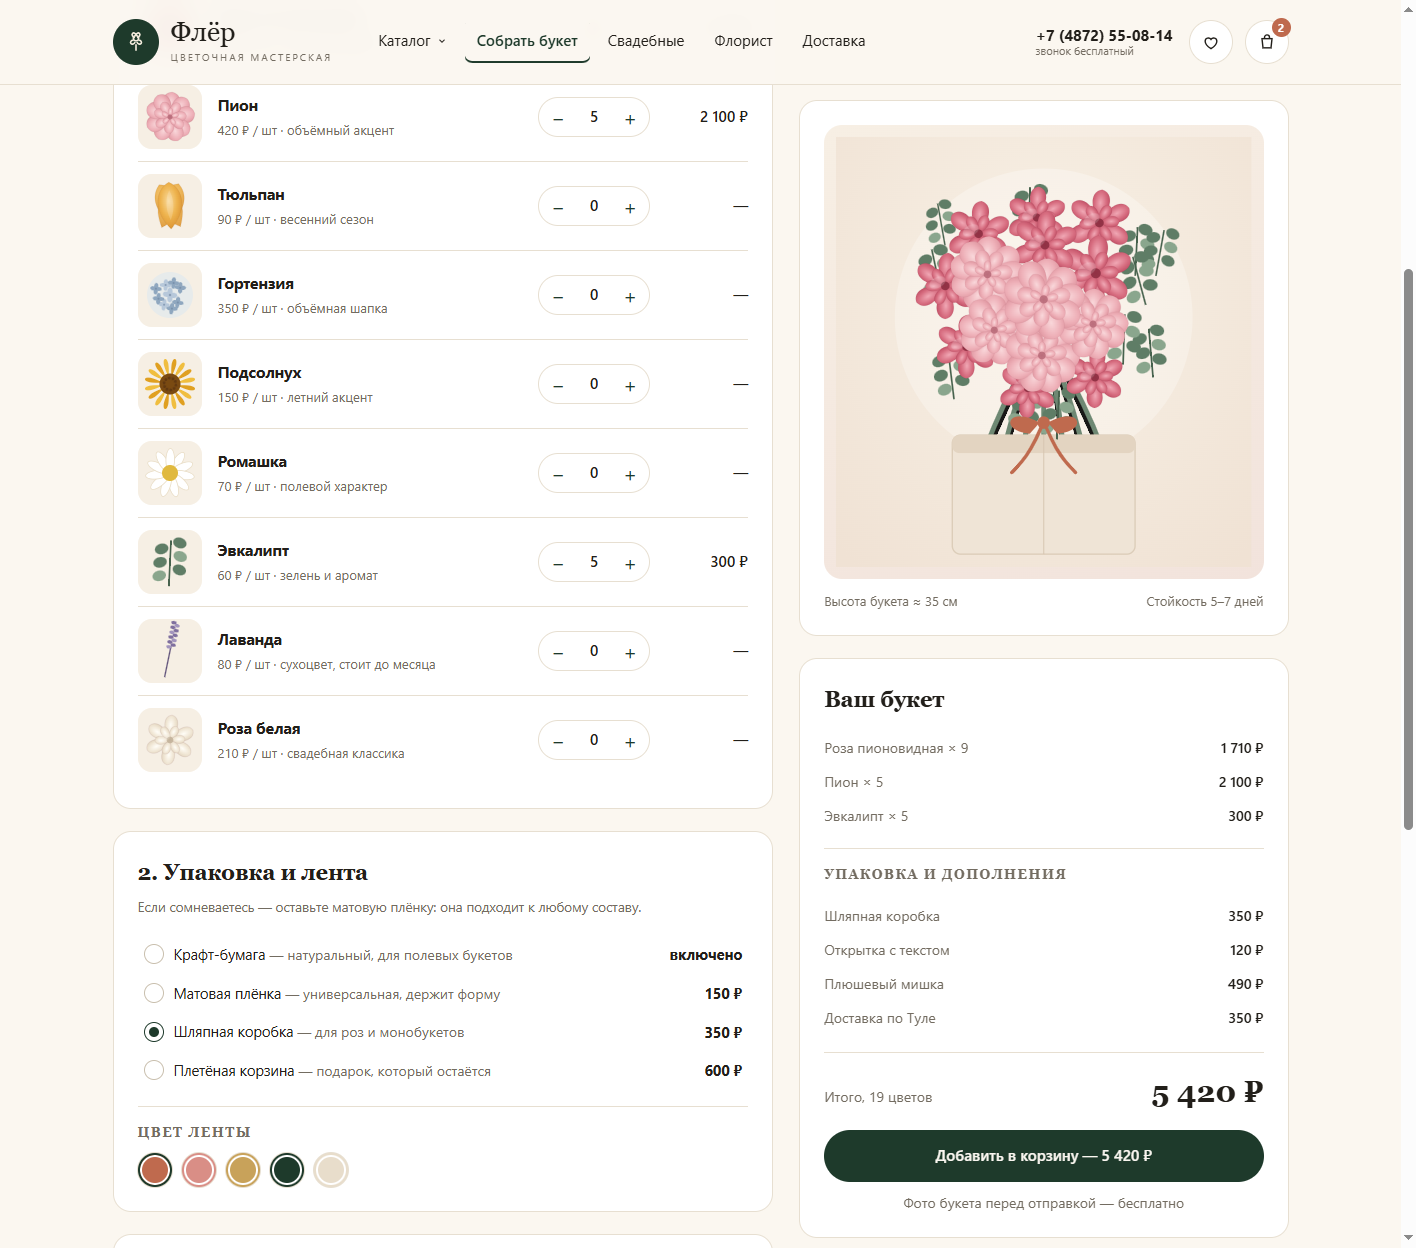 Флёр
ЦВЕТОЧНАЯ МАСТЕРСКАЯ
Каталог
Собрать букет
Свадебные
Флорист
Доставка
+7 (4872) 55-08-14
звонок бесплатный
2
Пион
420 ₽ / шт · объёмный акцент
− 5 +
2 100 ₽
Тюльпан
90 ₽ / шт · весенний сезон
− 0 +
—
Гортензия
350 ₽ / шт · объёмная шапка
− 0 +
—
Подсолнух
150 ₽ / шт · летний акцент
− 0 +
—
Ромашка
70 ₽ / шт · полевой характер
− 0 +
—
Эвкалипт
60 ₽ / шт · зелень и аромат
− 5 +
300 ₽
Лаванда
80 ₽ / шт · сухоцвет, стоит до месяца
− 0 +
—
Роза белая
210 ₽ / шт · свадебная классика
− 0 +
—
2. Упаковка и лента
Если сомневаетесь — оставьте матовую плёнку: она подходит к любому составу.
Крафт-бумага — натуральный, для полевых букетов включено
Матовая плёнка — универсальная, держит форму 150 ₽
Шляпная коробка — для роз и монобукетов 350 ₽
Плетёная корзина — подарок, который остаётся 600 ₽
ЦВЕТ ЛЕНТЫ
Высота букета ≈ 35 см
Стойкость 5–7 дней
Ваш букет
Роза пионовидная × 9 1 710 ₽
Пион × 5 2 100 ₽
Эвкалипт × 5 300 ₽
УПАКОВКА И ДОПОЛНЕНИЯ
Шляпная коробка 350 ₽
Открытка с текстом 120 ₽
Плюшевый мишка 490 ₽
Доставка по Туле 350 ₽
Итого, 19 цветов 5 420 ₽
Добавить в корзину — 5 420 ₽
Фото букета перед отправкой — бесплатно